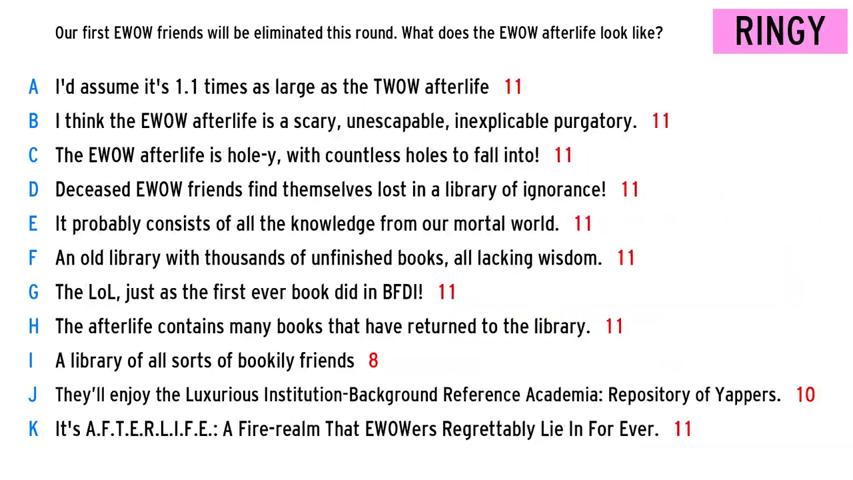 Our first EWOW friends will be eliminated this round. What does the EWOW afterlife look like?
RINGY
A I'd assume it's 1.1 times as large as the TWOW afterlife 11
B I think the EWOW afterlife is a scary, unescapable, inexplicable purgatory. 11
C The EWOW afterlife is hole-y, with countless holes to fall into! 11
D Deceased EWOW friends find themselves lost in a library of ignorance! 11
E It probably consists of all the knowledge from our mortal world. 11
F An old library with thousands of unfinished books, all lacking wisdom. 11
G The LoL, just as the first ever book did in BFDI! 11
H The afterlife contains many books that have returned to the library. 11
I A library of all sorts of bookily friends 8
J They’ll enjoy the Luxurious Institution-Background Reference Academia: Repository of Yappers. 10
K It's A.F.T.E.R.L.I.F.E.: A Fire-realm That EWOWers Regrettably Lie In For Ever. 11